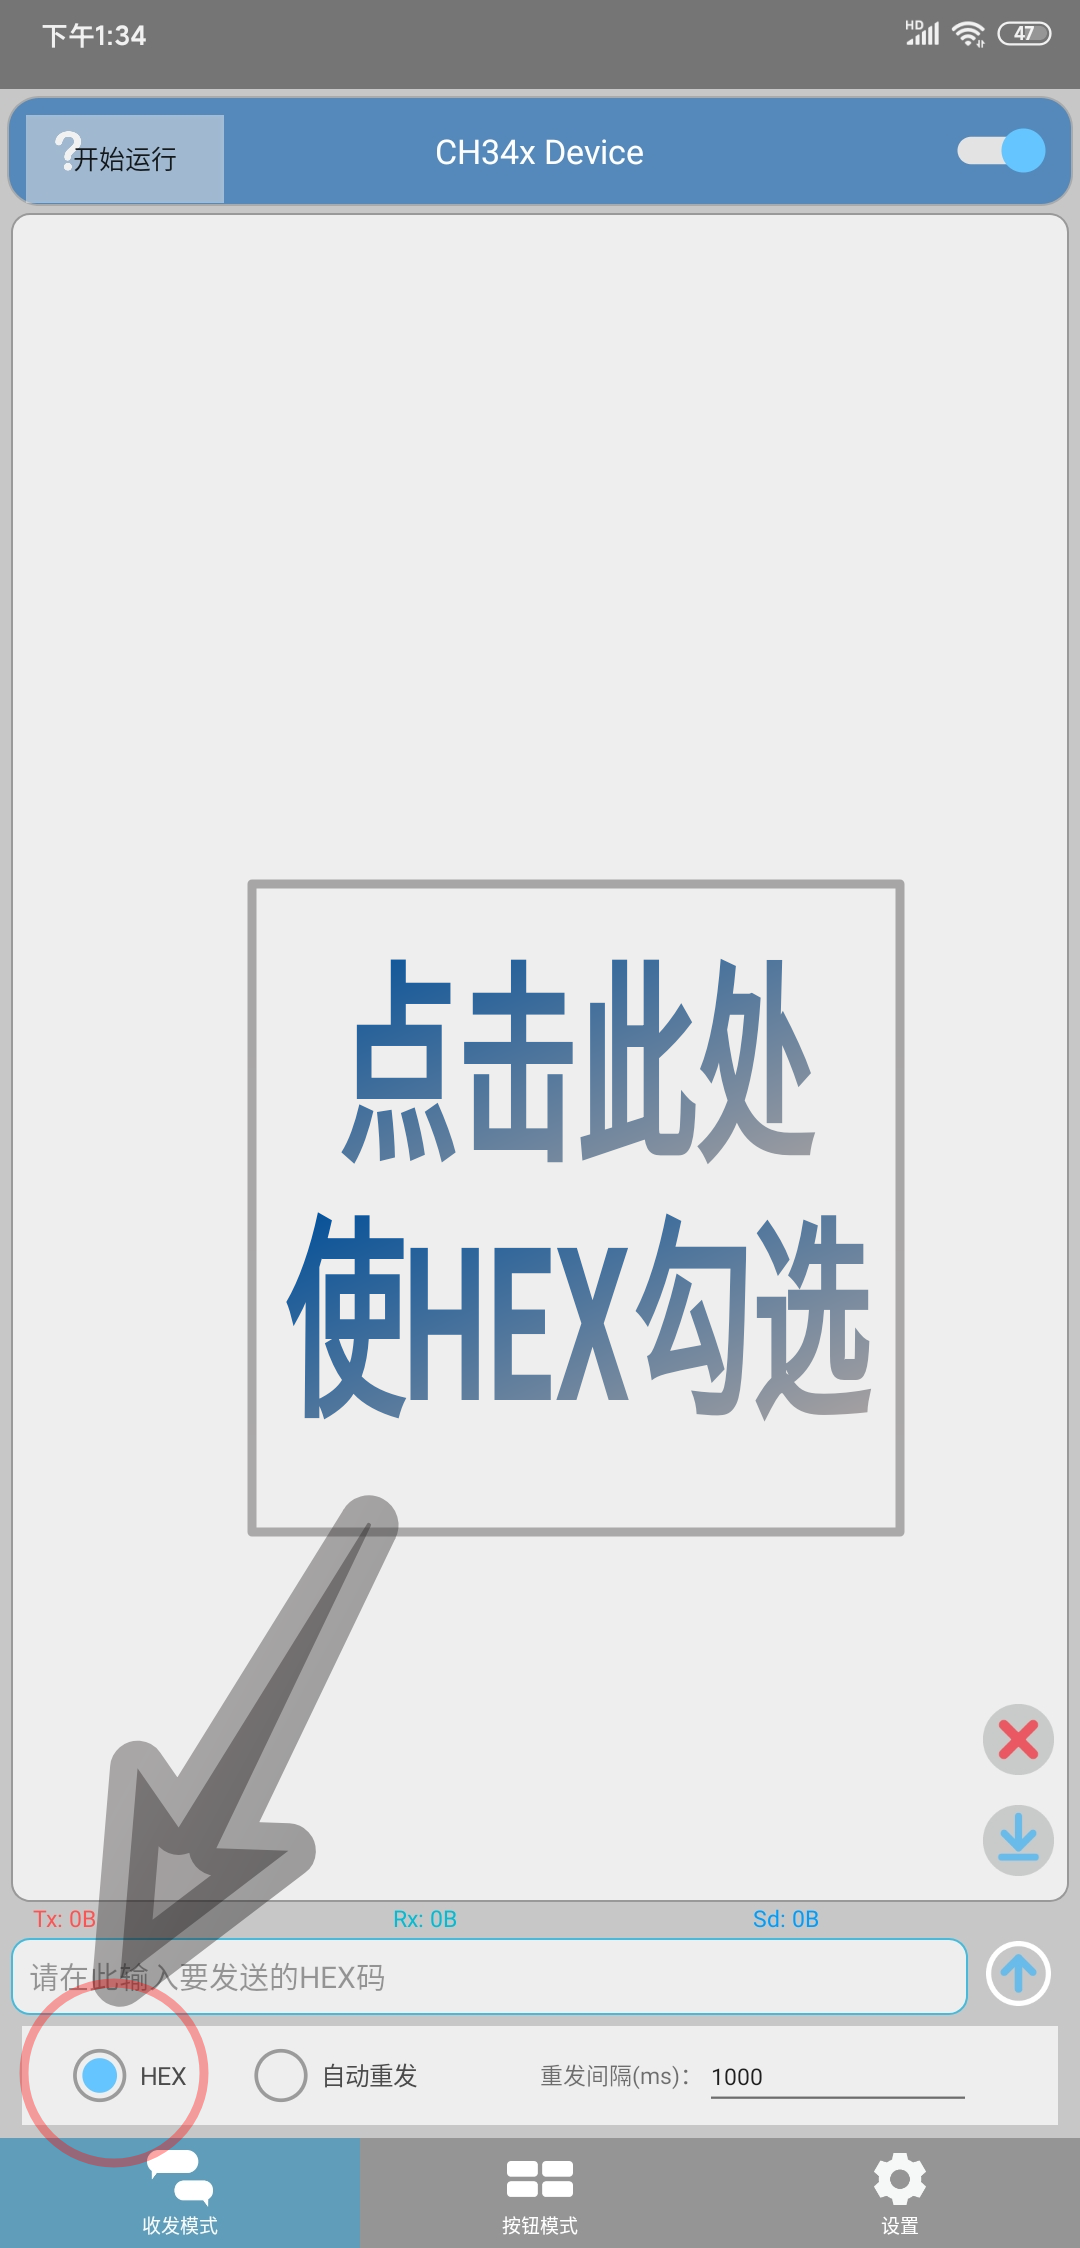 下午1:34
HD
47
开始运行
CH34x Device
点击此处
使HEX勾选
Tx: 0B
Rx: 0B
Sd: 0B
请在此输入要发送的HEX码
HEX
自动重发
重发间隔(ms)：
1000
收发模式
按钮模式
设置